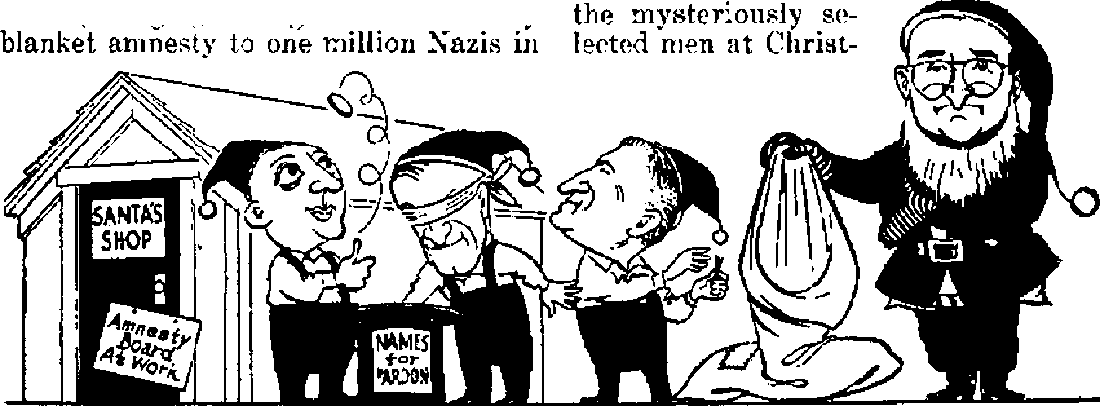 blanket amnesty to one million Nazis in
the mysteriously se-
lected men at Christ-
SANTA'S
SHOP
Amnesty
Board
At Work
NAMES
for
PARDON